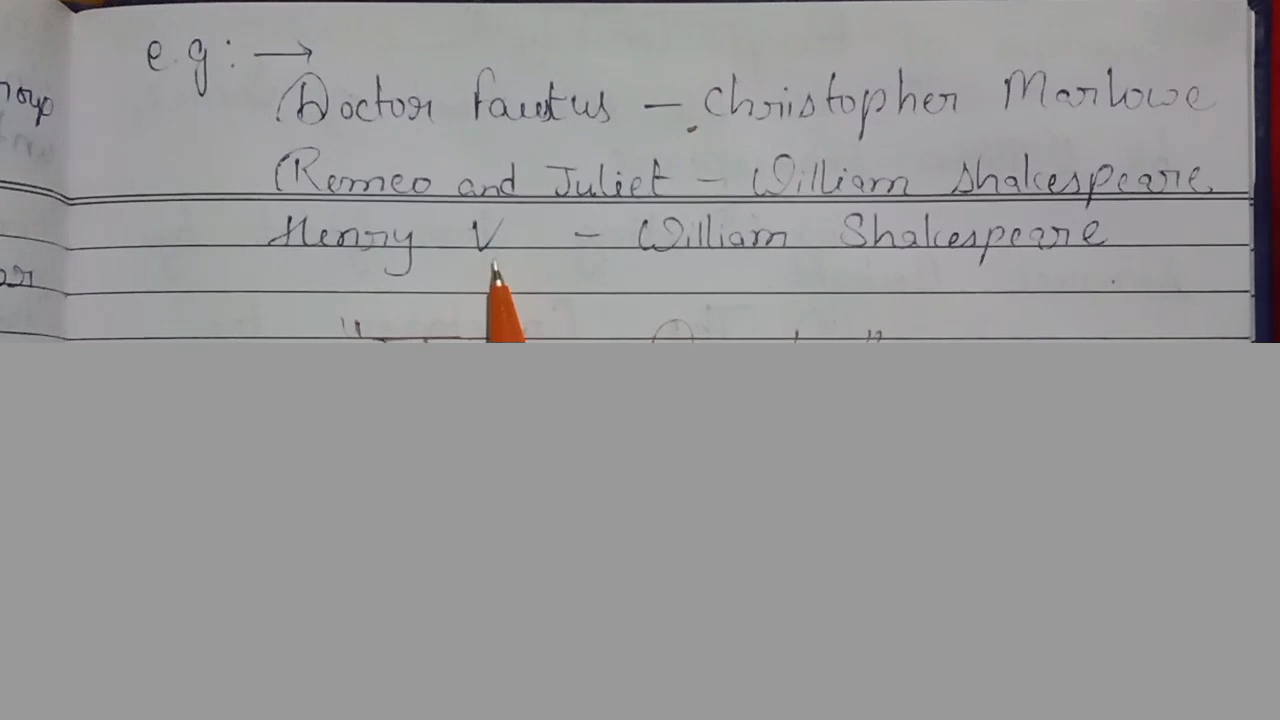 e.g: →
Doctor Faustus – Christopher Marlowe
Romeo and Juliet – William Shakespeare
Henry V – William Shakespeare